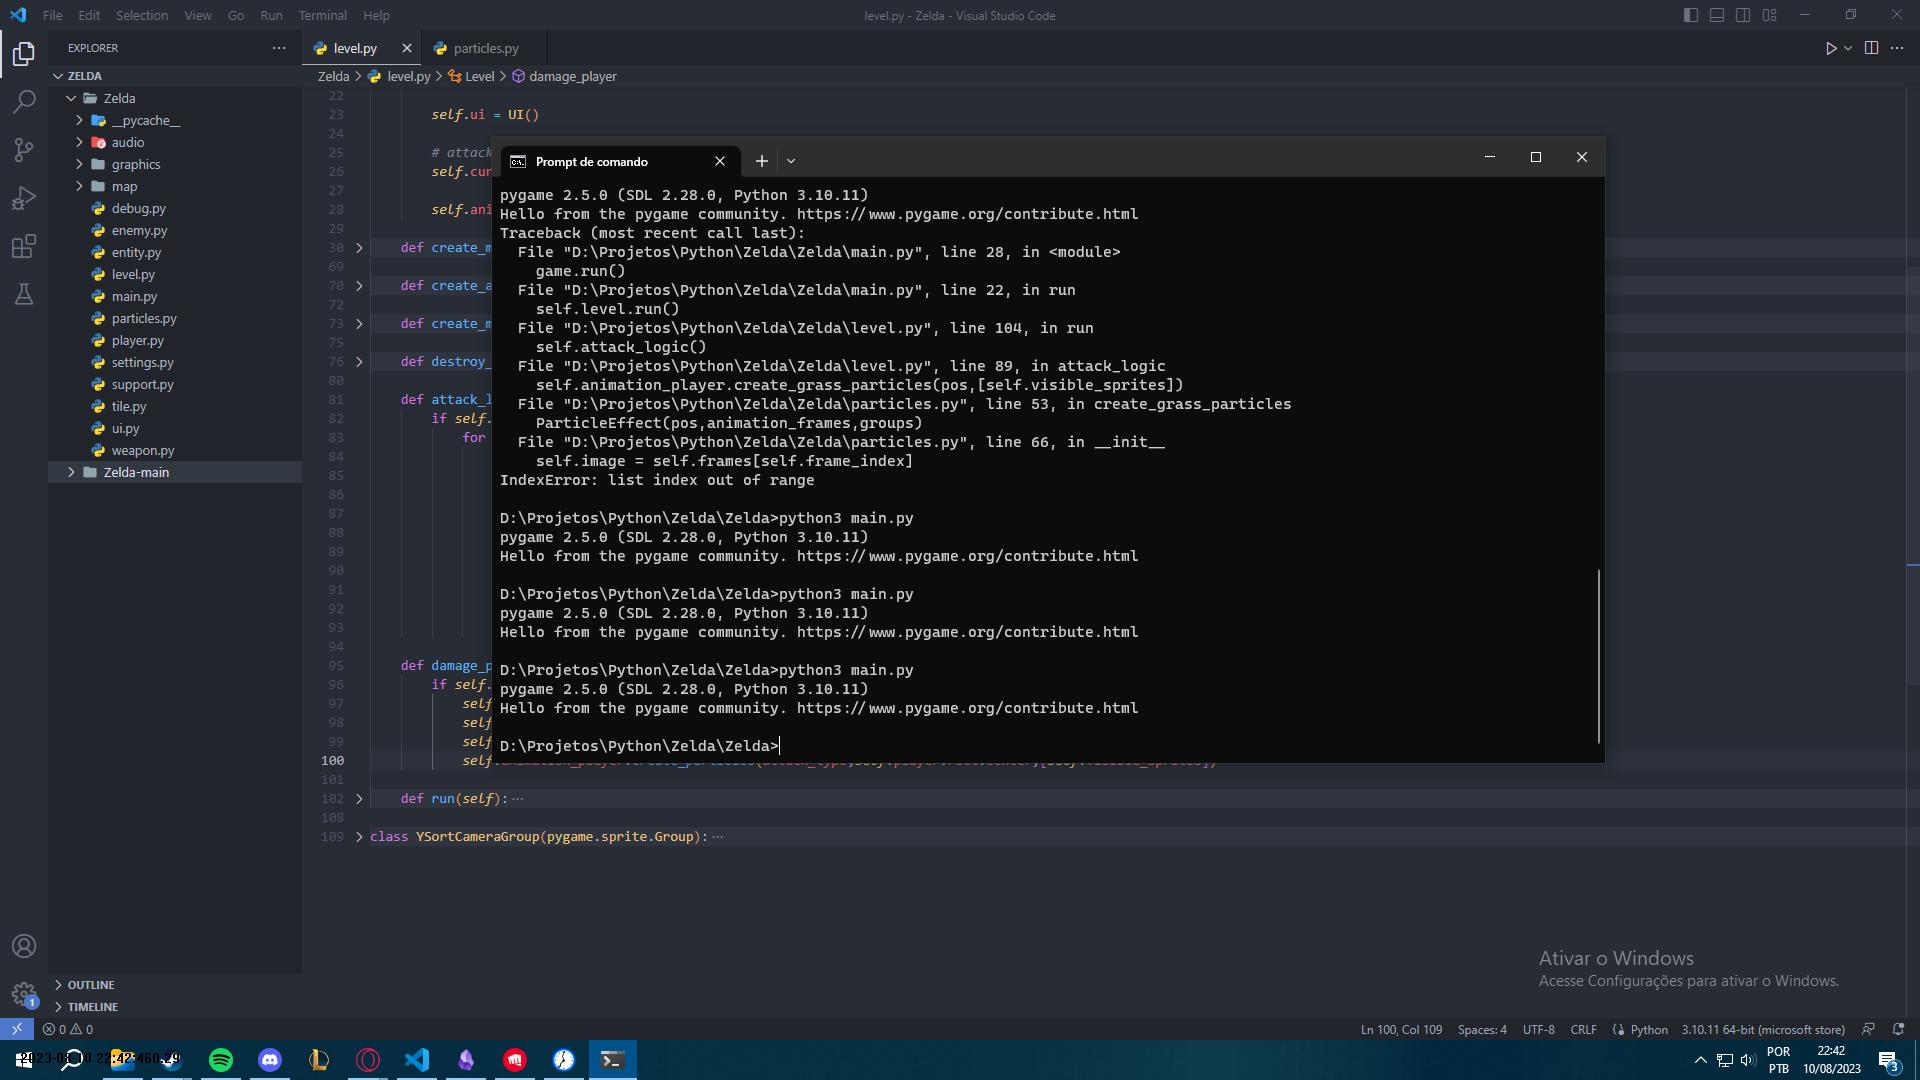 File Edit Selection View Go Run Terminal Help
level.py - Zelda - Visual Studio Code
EXPLORER
ZELDA
Zelda
__pycache__
audio
graphics
map
debug.py
enemy.py
entity.py
level.py
main.py
particles.py
player.py
settings.py
support.py
tile.py
ui.py
weapon.py
Zelda-main
OUTLINE
TIMELINE
level.py particles.py
Zelda > level.py > Level > damage_player
22
23 self.ui = UI()
24
25 # attack
26 self.cur
27
28 self.ani
29
30 def create_m
69
70 def create_a
72
73 def create_m
75
76 def destroy_
80
81 def attack_l
82 if self.
83 for
84
85
86
87
88
89
90
91
92
93
94
95 def damage_p
96 if self.
97 self
98 self
99 self
100 self.animation_player.create_particles(attack_type,self.player.rect.center,[self.visible_sprites])
101
102 def run(self): ···
108
109 class YSortCameraGroup(pygame.sprite.Group): ···
Prompt de comando
pygame 2.5.0 (SDL 2.28.0, Python 3.10.11)
Hello from the pygame community. https://www.pygame.org/contribute.html
Traceback (most recent call last):
File "D:\Projetos\Python\Zelda\Zelda\main.py", line 28, in <module>
game.run()
File "D:\Projetos\Python\Zelda\Zelda\main.py", line 22, in run
self.level.run()
File "D:\Projetos\Python\Zelda\Zelda\level.py", line 104, in run
self.attack_logic()
File "D:\Projetos\Python\Zelda\Zelda\level.py", line 89, in attack_logic
self.animation_player.create_grass_particles(pos,[self.visible_sprites])
File "D:\Projetos\Python\Zelda\Zelda\particles.py", line 53, in create_grass_particles
ParticleEffect(pos,animation_frames,groups)
File "D:\Projetos\Python\Zelda\Zelda\particles.py", line 66, in __init__
self.image = self.frames[self.frame_index]
IndexError: list index out of range
D:\Projetos\Python\Zelda\Zelda>python3 main.py
pygame 2.5.0 (SDL 2.28.0, Python 3.10.11)
Hello from the pygame community. https://www.pygame.org/contribute.html
D:\Projetos\Python\Zelda\Zelda>python3 main.py
pygame 2.5.0 (SDL 2.28.0, Python 3.10.11)
Hello from the pygame community. https://www.pygame.org/contribute.html
D:\Projetos\Python\Zelda\Zelda>python3 main.py
pygame 2.5.0 (SDL 2.28.0, Python 3.10.11)
Hello from the pygame community. https://www.pygame.org/contribute.html
D:\Projetos\Python\Zelda\Zelda>
Ativar o Windows
Acesse Configurações para ativar o Windows.
1
0 0
Ln 100, Col 109 Spaces: 4 UTF-8 CRLF Python 3.10.11 64-bit (microsoft store)
2023-08-10 22:42:460.29
POR
PTB
22:42
10/08/2023
3